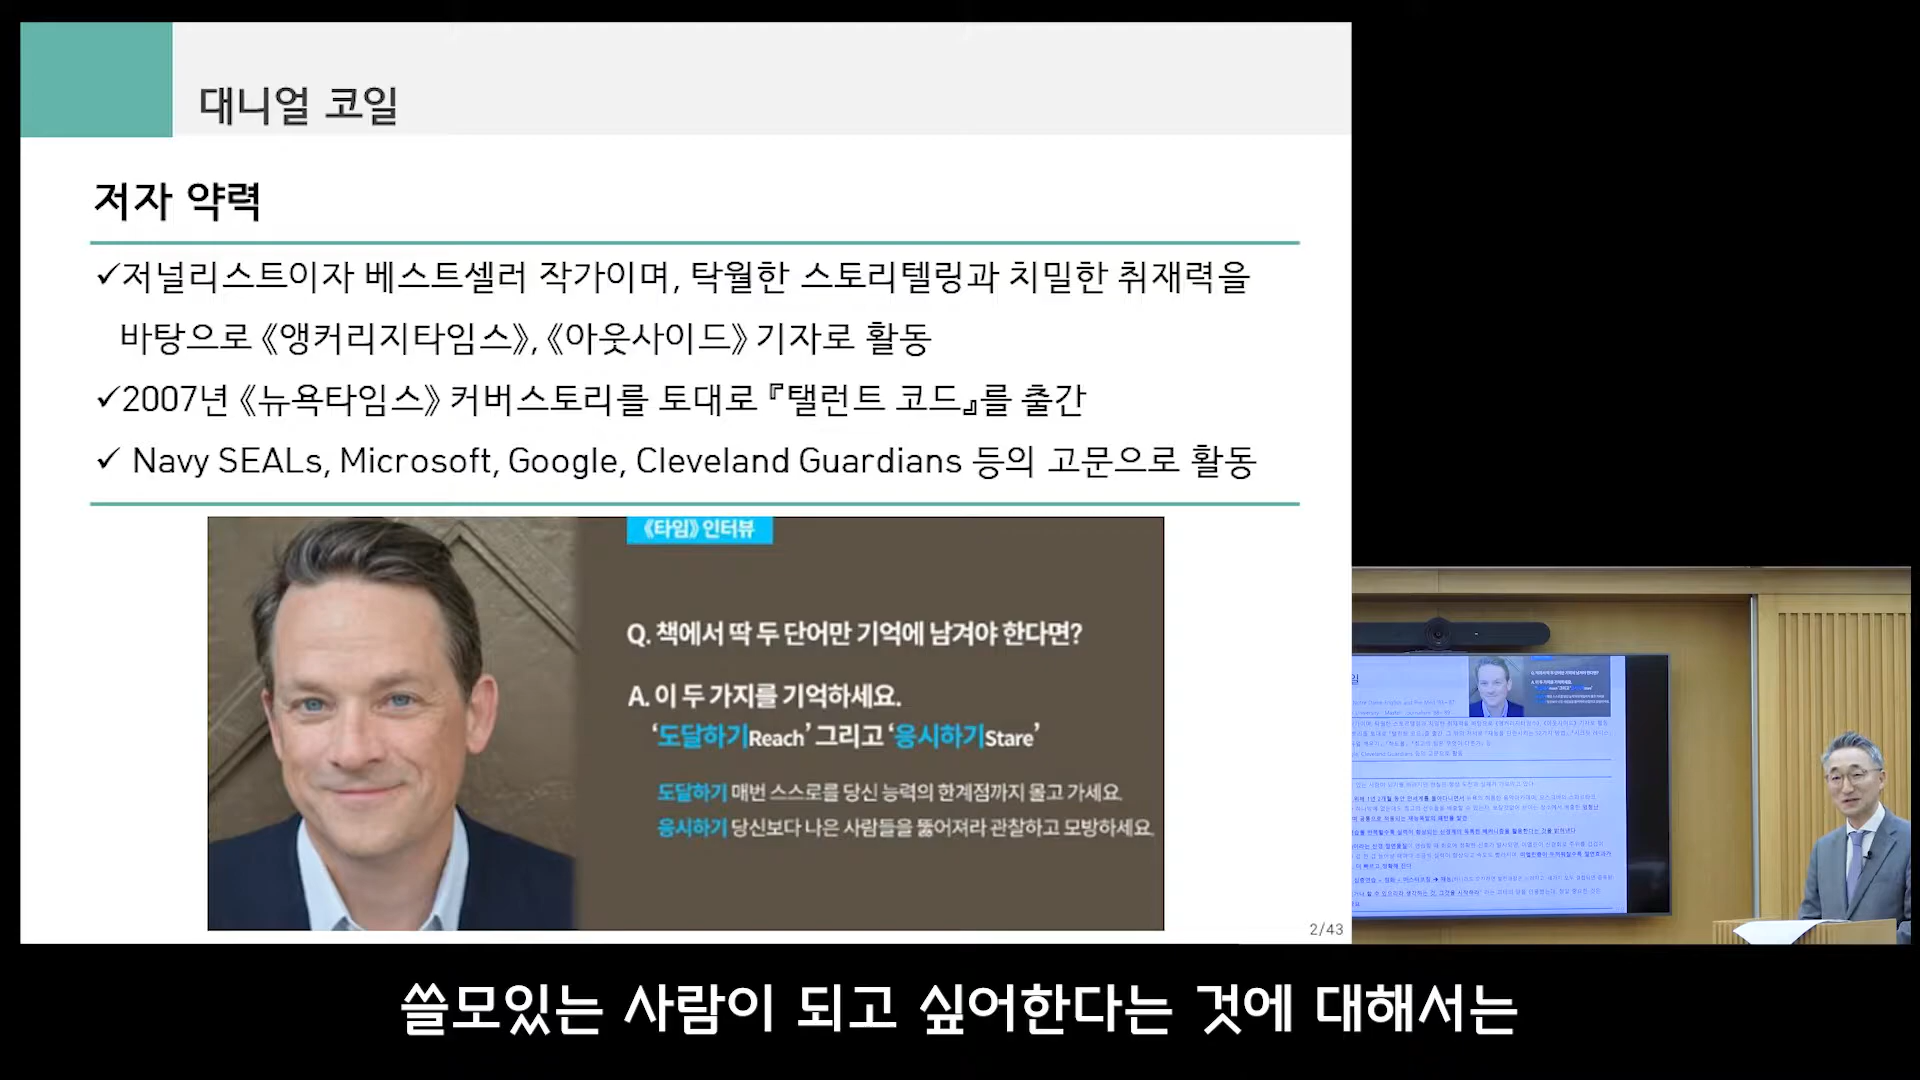 대니얼 코일
저자 약력
✓저널리스트이자 베스트셀러 작가이며, 탁월한 스토리텔링과 치밀한 취재력을
바탕으로 《앵커리지타임스》, 《아웃사이드》 기자로 활동
✓2007년 《뉴욕타임스》 커버스토리를 토대로 『탤런트 코드』를 출간
✓ Navy SEALs, Microsoft, Google, Cleveland Guardians 등의 고문으로 활동
《타임》 인터뷰
Q. 책에서 딱 두 단어만 기억에 남겨야 한다면?
A. 이 두 가지를 기억하세요.
‘도달하기Reach’ 그리고 ‘응시하기Stare’
도달하기 매번 스스로를 당신 능력의 한계점까지 몰고 가세요.
응시하기 당신보다 나은 사람들을 뚫어져라 관찰하고 모방하세요.
2/43
쓸모있는 사람이 되고 싶어한다는 것에 대해서는